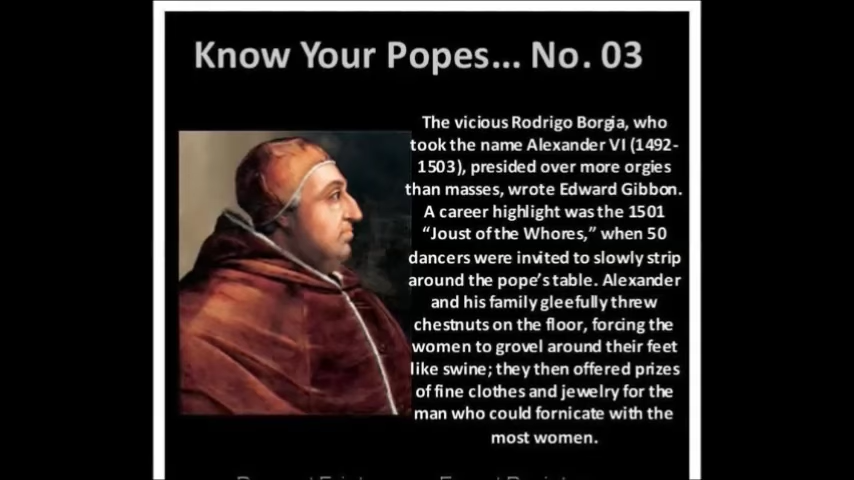 Know Your Popes... No. 03
The vicious Rodrigo Borgia, who
took the name Alexander VI (1492-
1503), presided over more orgies
than masses, wrote Edward Gibbon.
A career highlight was the 1501
“Joust of the Whores,” when 50
dancers were invited to slowly strip
around the pope’s table. Alexander
and his family gleefully threw
chestnuts on the floor, forcing the
women to grovel around their feet
like swine; they then offered prizes
of fine clothes and jewelry for the
man who could fornicate with the
most women.